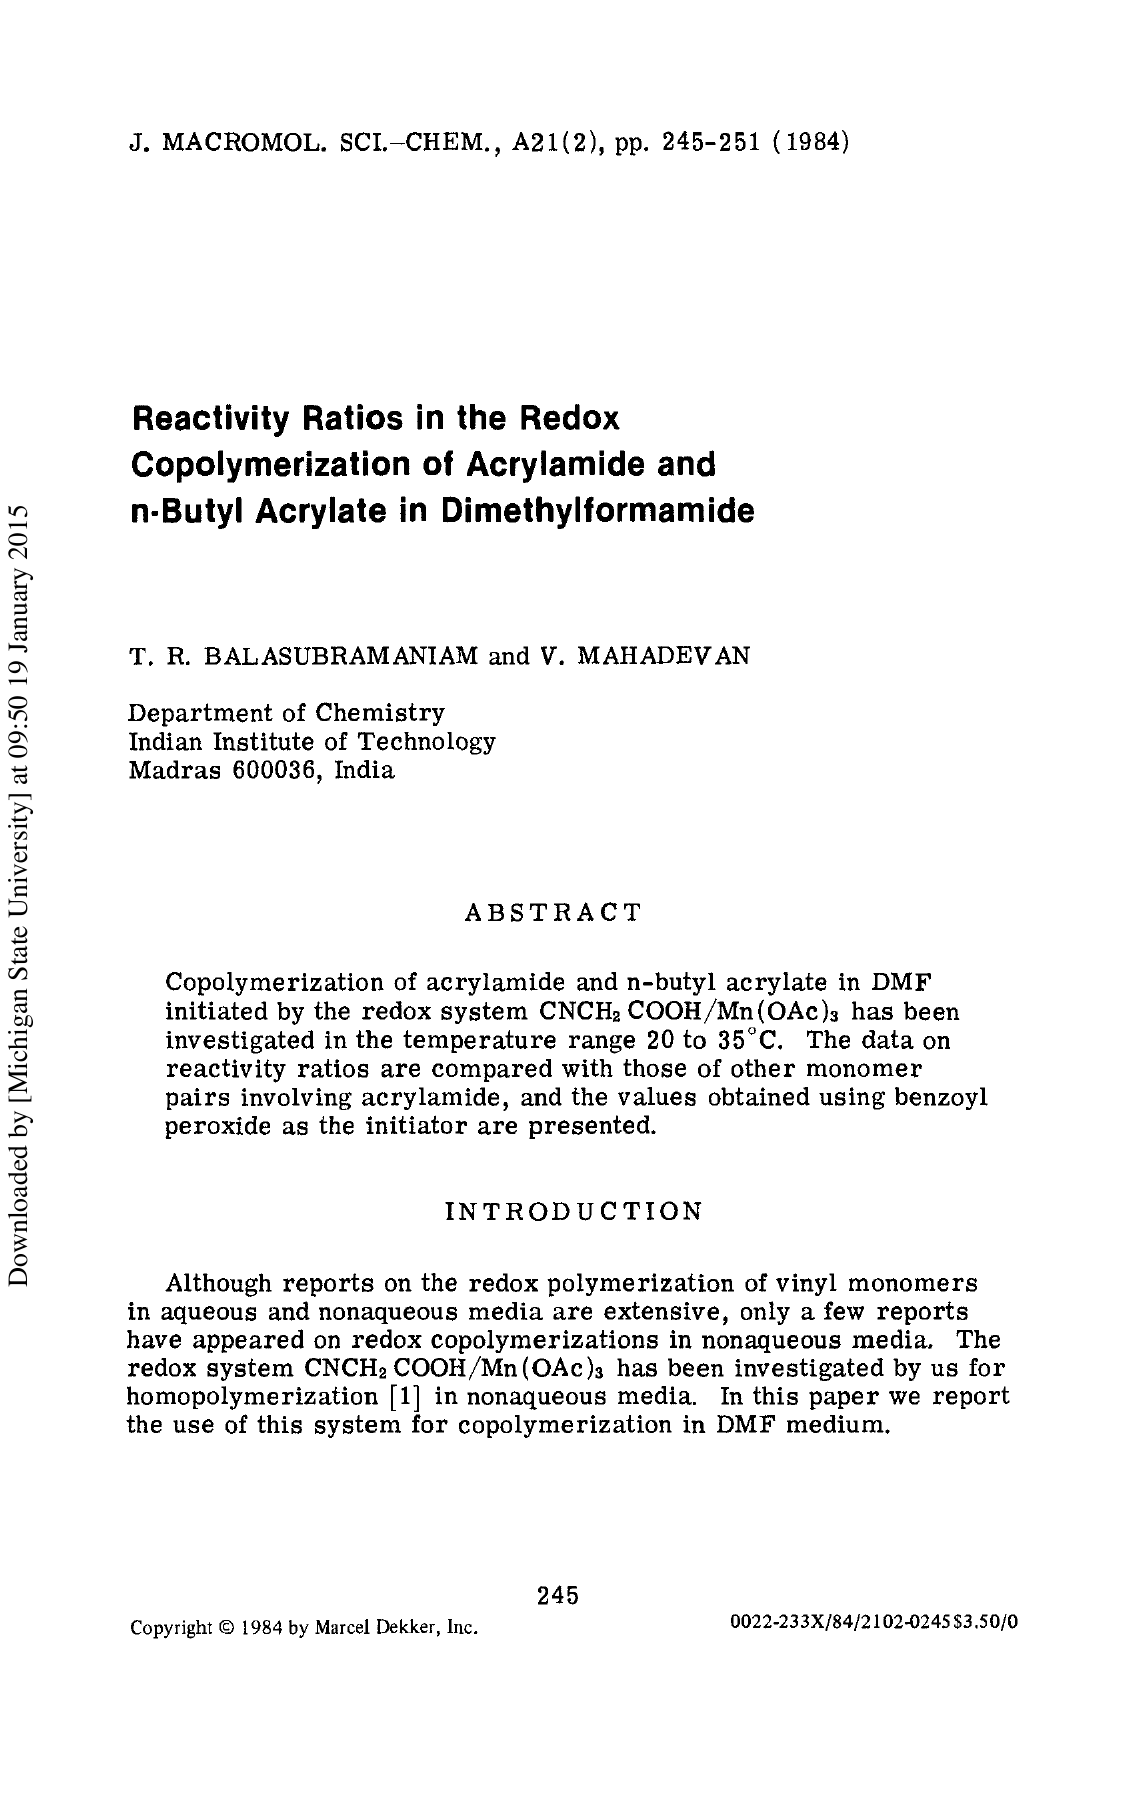 J. MACROMOL. SCI.–CHEM., A21(2), pp. 245-251 (1984)
Reactivity Ratios in the Redox
Copolymerization of Acrylamide and
n-Butyl Acrylate in Dimethylformamide
T. R. BALASUBRAMANIAM and V. MAHADEVAN
Department of Chemistry
Indian Institute of Technology
Madras 600036, India
ABSTRACT
Copolymerization of acrylamide and n-butyl acrylate in DMF
initiated by the redox system CNCH₂COOH/Mn(OAc)₃ has been
investigated in the temperature range 20 to 35°C. The data on
reactivity ratios are compared with those of other monomer
pairs involving acrylamide, and the values obtained using benzoyl
peroxide as the initiator are presented.
INTRODUCTION
Although reports on the redox polymerization of vinyl monomers
in aqueous and nonaqueous media are extensive, only a few reports
have appeared on redox copolymerizations in nonaqueous media. The
redox system CNCH₂COOH/Mn(OAc)₃ has been investigated by us for
homopolymerization [1] in nonaqueous media. In this paper we report
the use of this system for copolymerization in DMF medium.
245
Copyright © 1984 by Marcel Dekker, Inc.
0022-233X/84/2102-0245$3.50/0
Downloaded by [Michigan State University] at 09:50 19 January 2015